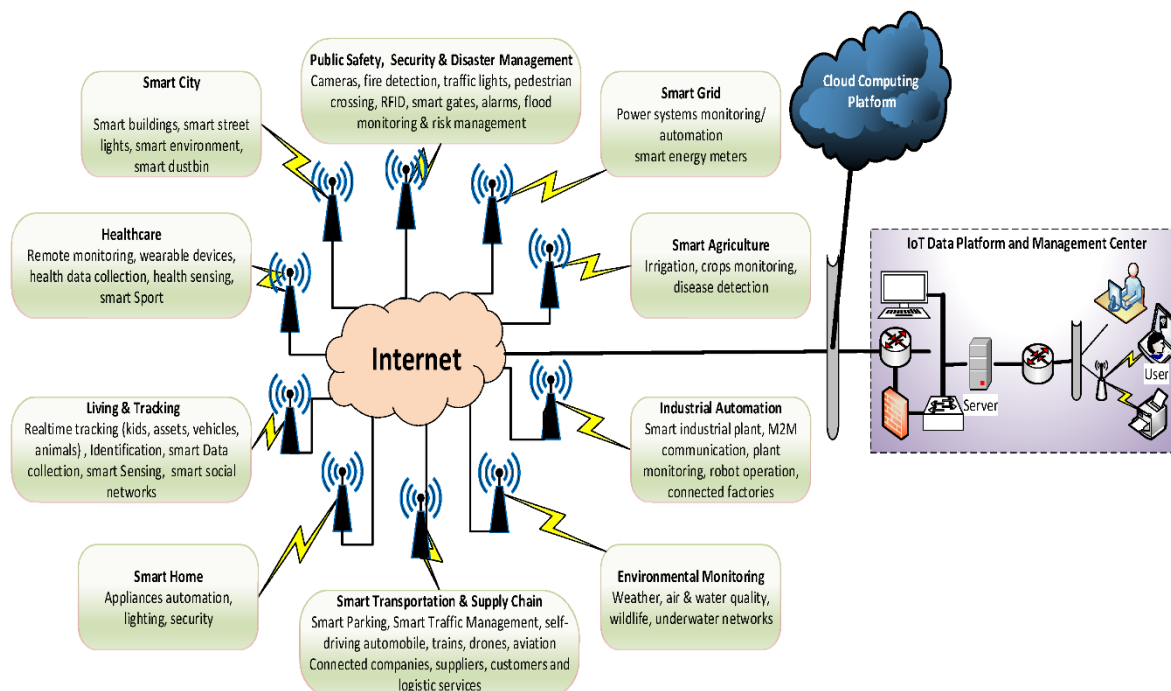 Public Safety, Security & Disaster Management
Cameras, fire detection, traffic lights, pedestrian
crossing, RFID, smart gates, alarms, flood
monitoring & risk management
Smart City
Smart buildings, smart street
lights, smart environment,
smart dustbin
Smart Grid
Power systems monitoring/
automation
smart energy meters
Cloud Computing
Platform
Healthcare
Remote monitoring, wearable devices,
health data collection, health sensing,
smart Sport
Smart Agriculture
Irrigation, crops monitoring,
disease detection
IoT Data Platform and Management Center
Internet
User
Server
Living & Tracking
Realtime tracking {kids, assets, vehicles,
animals} , Identification, smart Data
collection, smart Sensing, smart social
networks
Industrial Automation
Smart industrial plant, M2M
communication, plant
monitoring, robot operation,
connected factories
Smart Home
Appliances automation,
lighting, security
Smart Transportation & Supply Chain
Smart Parking, Smart Traffic Management, self-
driving automobile, trains, drones, aviation
Connected companies, suppliers, customers and
logistic services
Environmental Monitoring
Weather, air & water quality,
wildlife, underwater networks